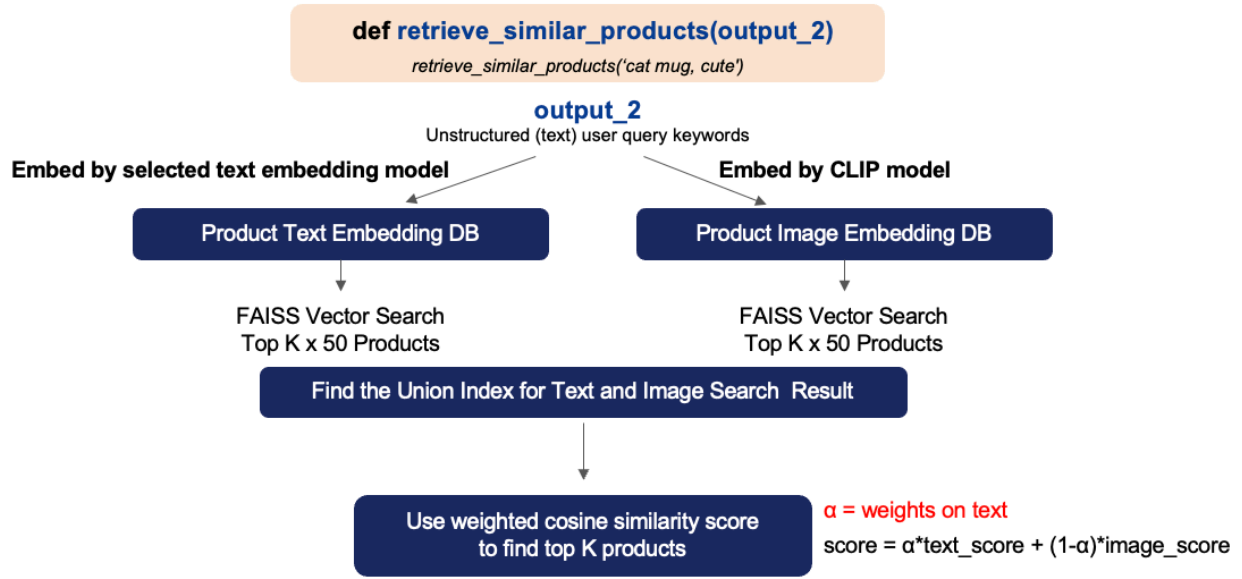 def retrieve_similar_products(output_2)
retrieve_similar_products(‘cat mug, cute’)
output_2
Unstructured (text) user query keywords
Embed by selected text embedding model
Embed by CLIP model
Product Text Embedding DB
Product Image Embedding DB
FAISS Vector Search
Top K x 50 Products
FAISS Vector Search
Top K x 50 Products
Find the Union Index for Text and Image Search  Result
Use weighted cosine similarity score
to find top K products
α = weights on text
score = α*text_score + (1-α)*image_score